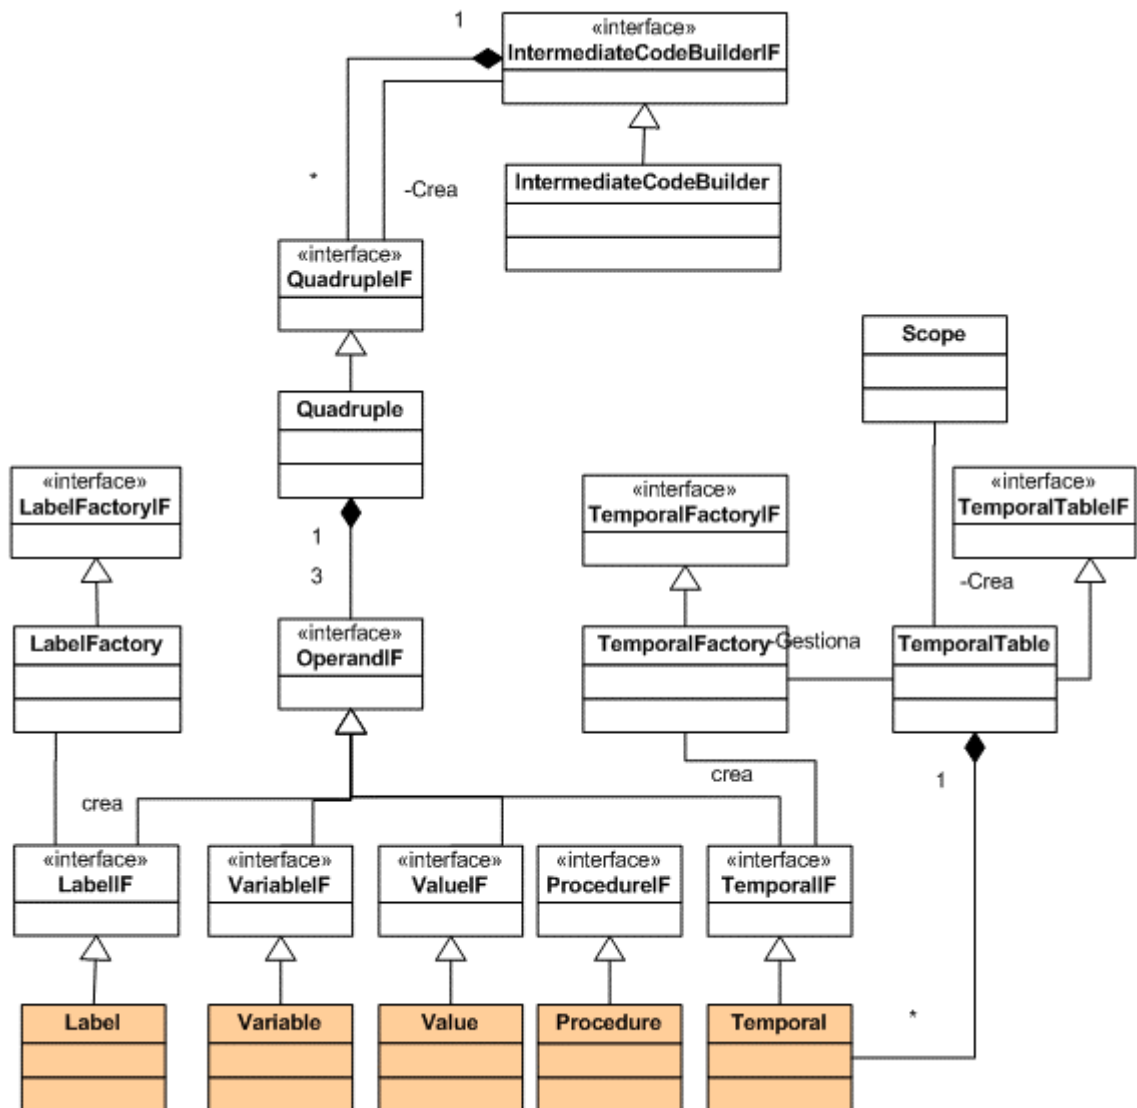 1
«interface»
IntermediateCodeBuilderIF
IntermediateCodeBuilder
*
-Crea
«interface»
QuadrupleIF
Scope
Quadruple
«interface»
LabelFactoryIF
«interface»
TemporalFactoryIF
«interface»
TemporalTableIF
1
3
-Crea
LabelFactory
«interface»
OperandIF
TemporalFactory
-Gestiona
TemporalTable
crea
crea
1
«interface»
LabelIF
«interface»
VariableIF
«interface»
ValueIF
«interface»
ProcedureIF
«interface»
TemporalIF
Label
Variable
Value
Procedure
Temporal
*